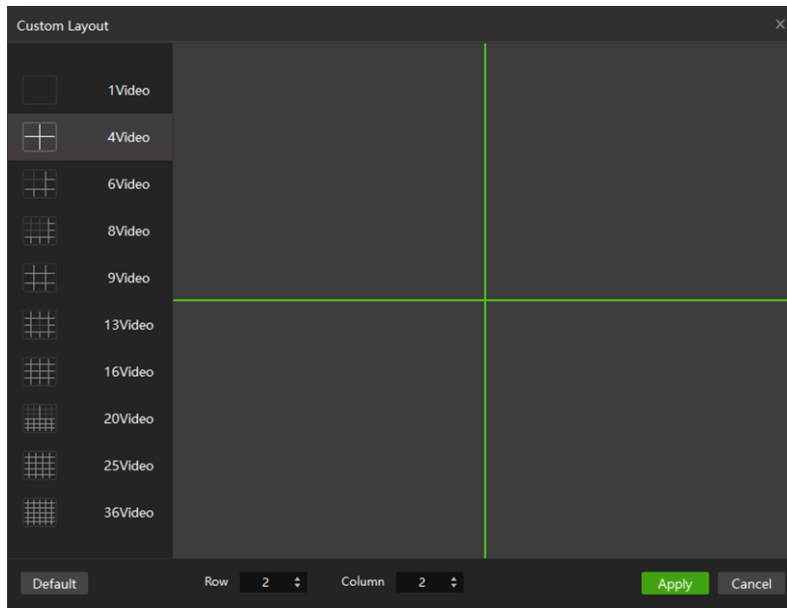 Custom Layout
1Video
4Video
6Video
8Video
9Video
13Video
16Video
20Video
25Video
36Video
Default Row 2 Column 2 Apply Cancel